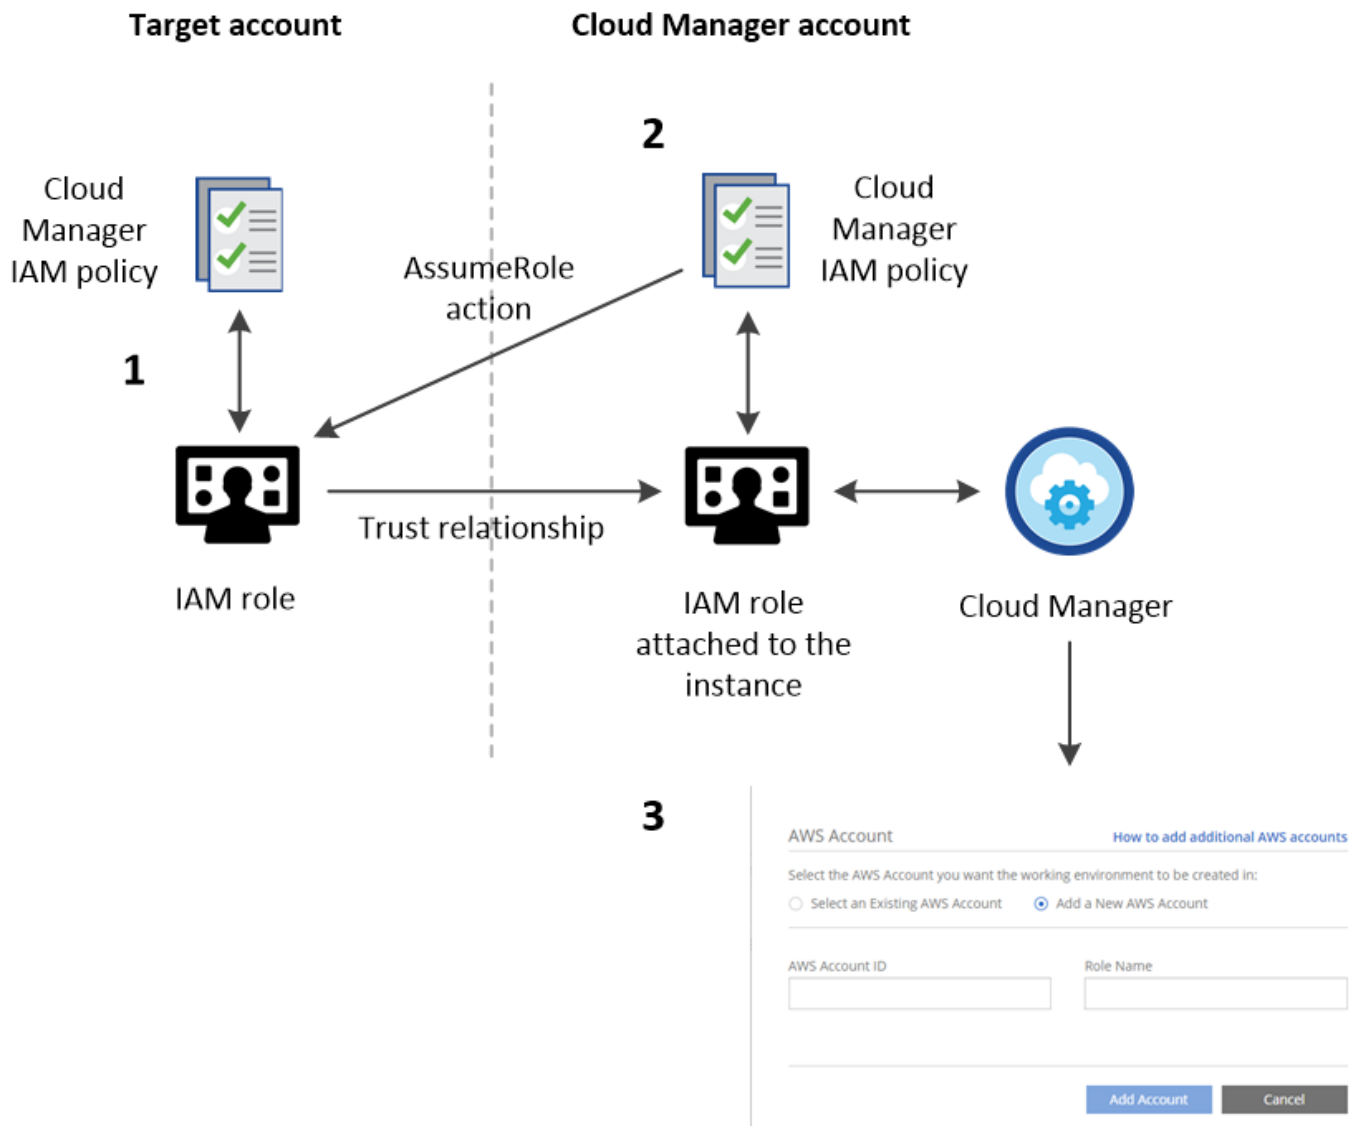 Target account
Cloud Manager account
2
Cloud
Manager
IAM policy
Cloud
Manager
IAM policy
AssumeRole
action
1
Trust relationship
IAM role
IAM role
attached to the
instance
Cloud Manager
3
AWS Account
How to add additional AWS accounts
Select the AWS Account you want the working environment to be created in:
Select an Existing AWS Account
Add a New AWS Account
AWS Account ID
Role Name
Add Account
Cancel